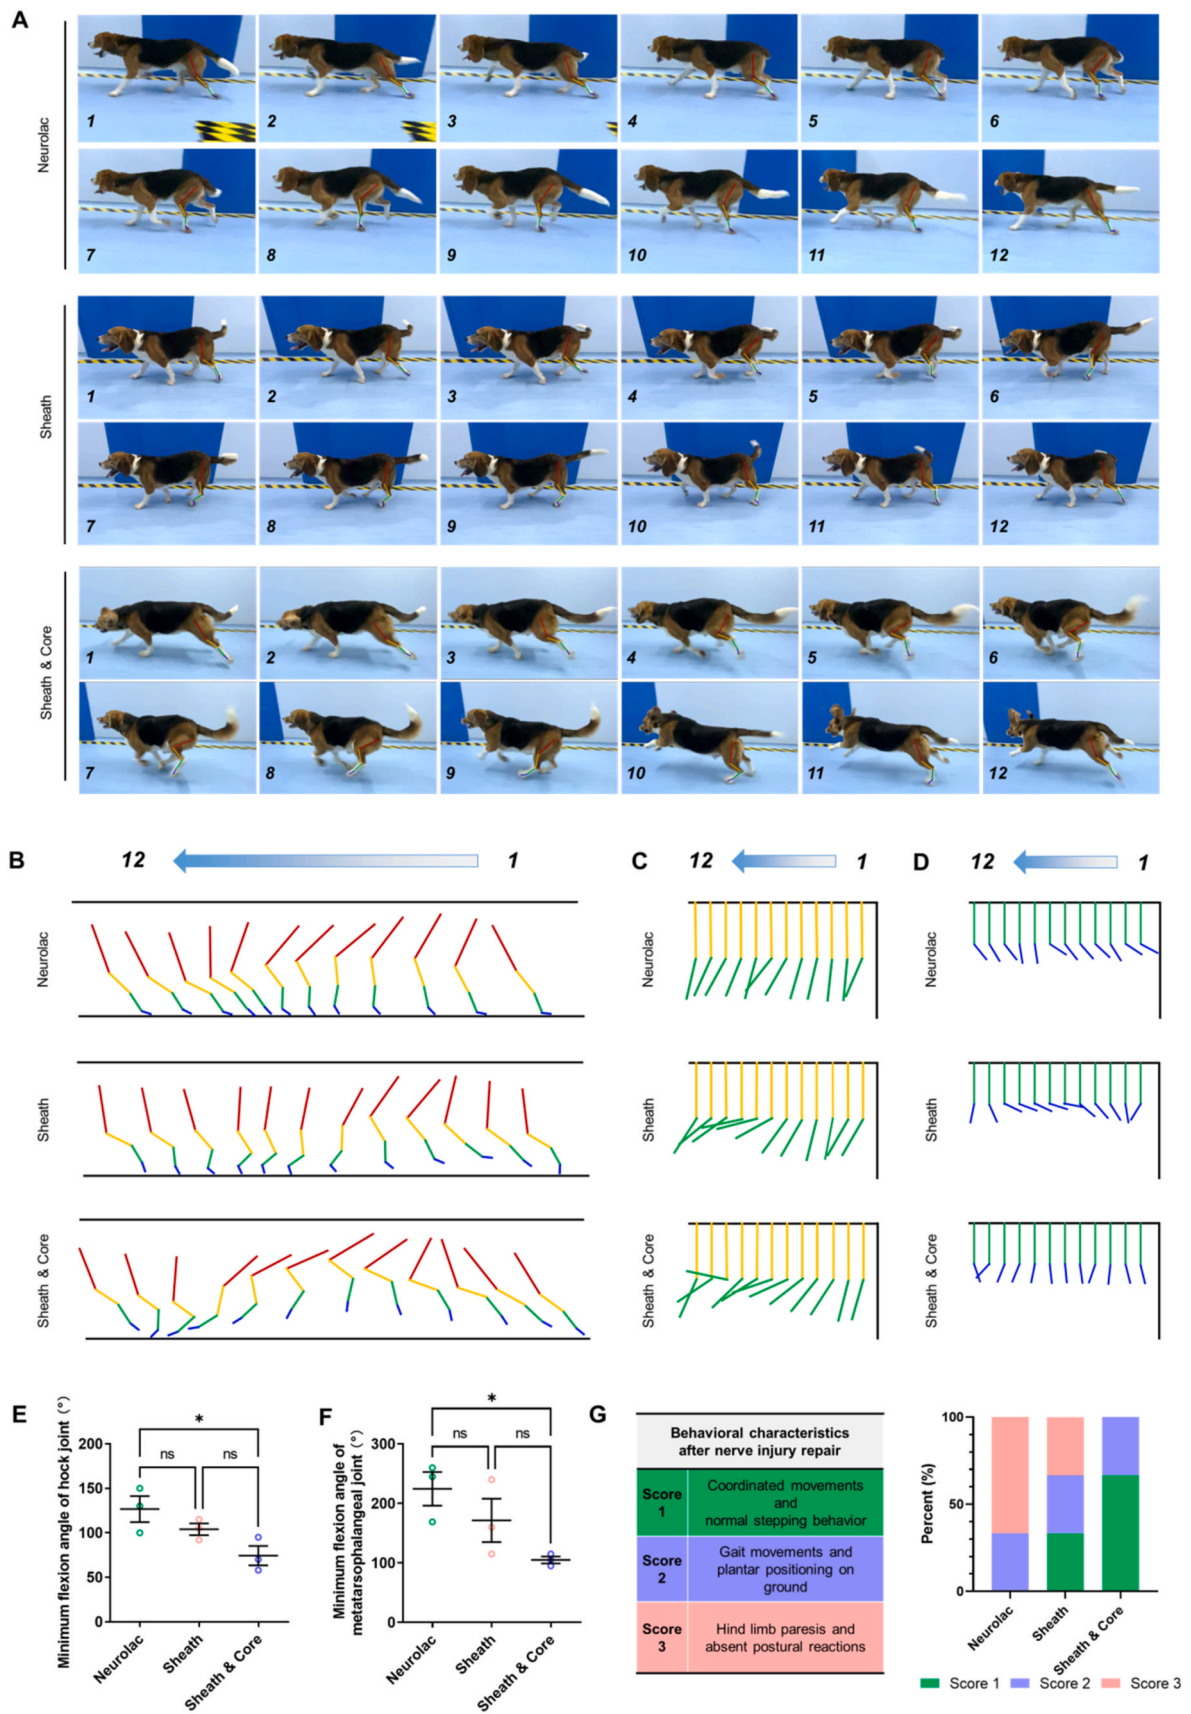 A
Neurolac
1
2
3
4
5
6
7
8
9
10
11
12
Sheath
1
2
3
4
5
6
7
8
9
10
11
12
Sheath & Core
1
2
3
4
5
6
7
8
9
10
11
12
B
12
1
Neurolac
Sheath
Sheath & Core
C
12
1
Neurolac
Sheath
Sheath & Core
D
12
1
Neurolac
Sheath
Sheath & Core
E
Minimum flexion angle of hock joint (°)
200
150
100
50
0
*
ns
ns
Neurolac
Sheath
Sheath & Core
F
Minimum flexion angle of
metatarsophalangeal joint (°)
300
200
100
0
*
ns
ns
Neurolac
Sheath
Sheath & Core
G
Behavioral characteristics
after nerve injury repair
Score
1
Coordinated movements
and
normal stepping behavior
Score
2
Gait movements and
plantar positioning on
ground
Score
3
Hind limb paresis and
absent postural reactions
Percent (%)
100
50
0
Neurolac
Sheath
Sheath & Core
Score 1
Score 2
Score 3